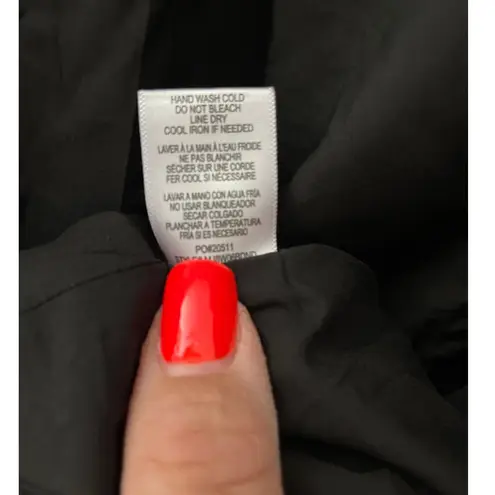 HAND WASH COLD
DO NOT BLEACH
LINE DRY
COOL IRON IF NEEDED
LAVER À LA MAIN À L'EAU FROIDE
NE PAS BLANCHIR
SÉCHER SUR UNE CORDE
FER COOL SI NÉCESSAIRE
LAVAR A MANO CON AGUA FRÍA
NO USAR BLANQUEADOR
SECAR COLGADO
PLANCHAR A TEMPERATURA
FRÍA SI ES NECESARIO
PO#20511